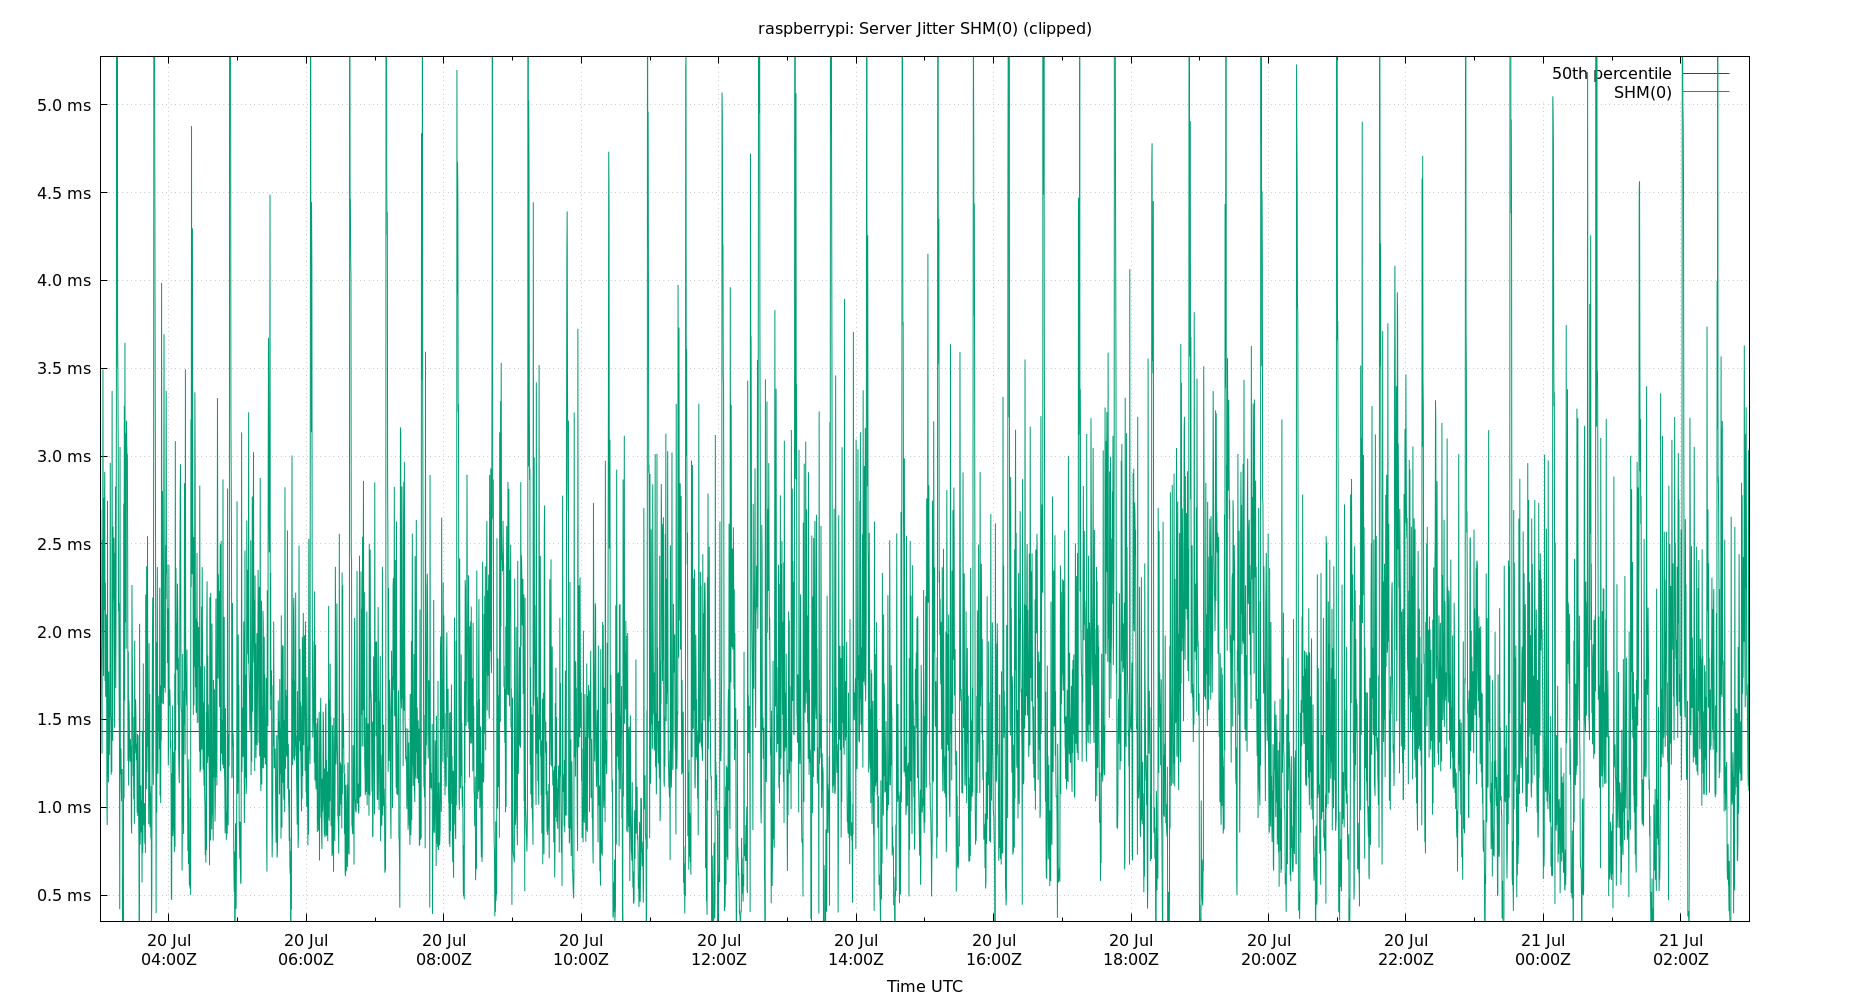 raspberrypi: Server Jitter SHM(0) (clipped)
50th percentile
SHM(0)
5.0 ms
4.5 ms
4.0 ms
3.5 ms
3.0 ms
2.5 ms
2.0 ms
1.5 ms
1.0 ms
0.5 ms
20 Jul 20 Jul 20 Jul 20 Jul 20 Jul 20 Jul 20 Jul 20 Jul 20 Jul 20 Jul 21 Jul 21 Jul
04:00Z 06:00Z 08:00Z 10:00Z 12:00Z 14:00Z 16:00Z 18:00Z 20:00Z 22:00Z 00:00Z 02:00Z
Time UTC